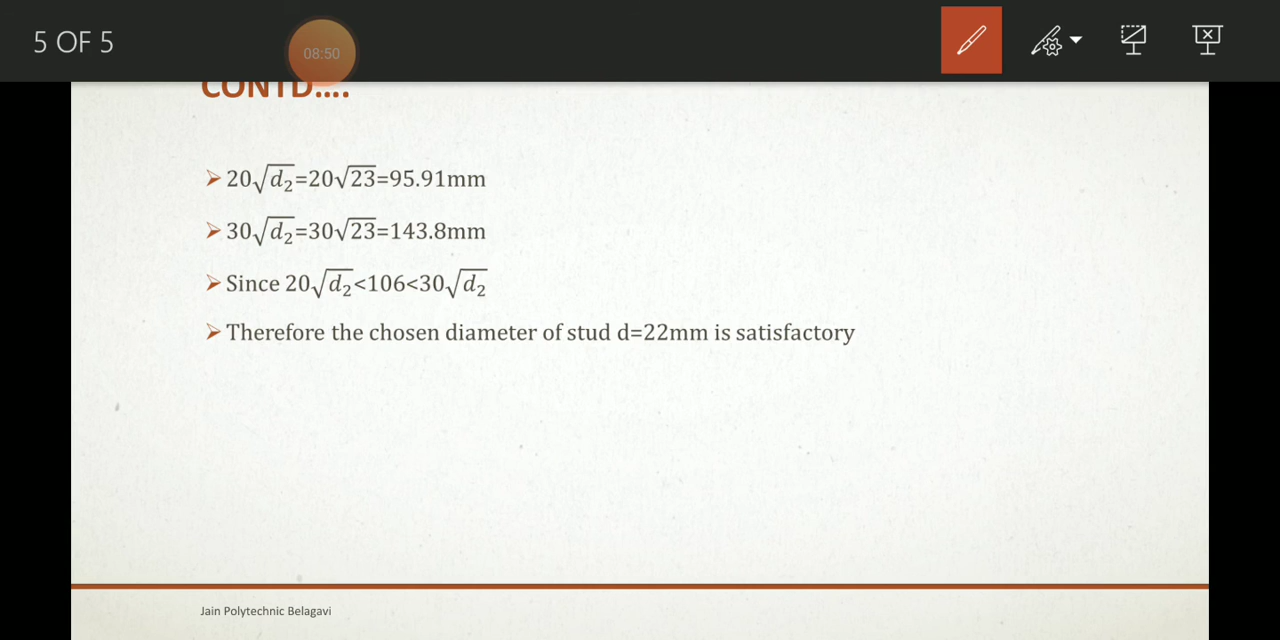 5 OF 5
08:50
CONTD....
➢ 20√d₂=20√23=95.91mm
➢ 30√d₂=30√23=143.8mm
➢ Since 20√d₂<106<30√d₂
➢ Therefore the chosen diameter of stud d=22mm is satisfactory
Jain Polytechnic Belagavi